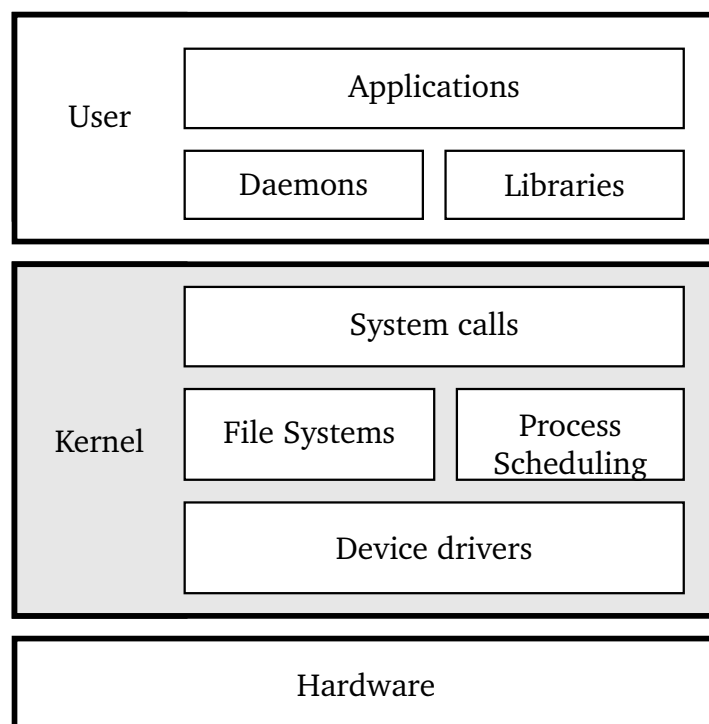 User
Applications
Daemons
Libraries
Kernel
System calls
File Systems
Process
Scheduling
Device drivers
Hardware